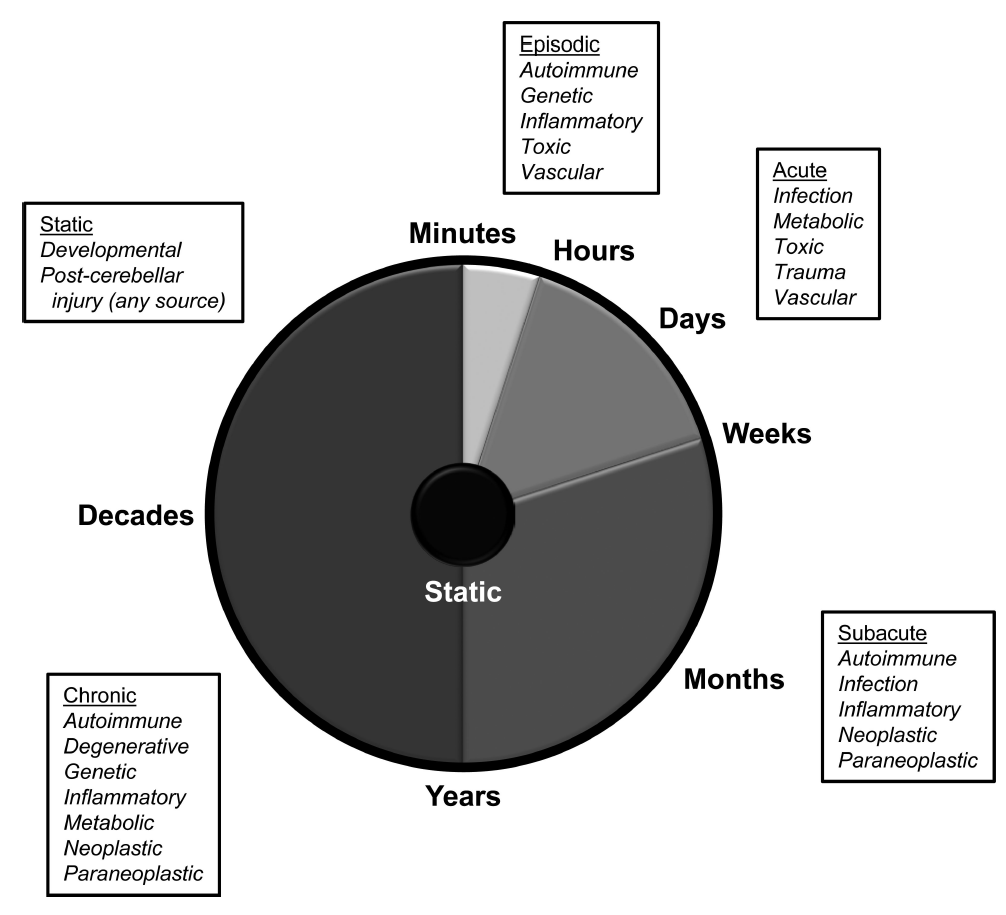 Episodic
Autoimmune
Genetic
Inflammatory
Toxic
Vascular
Acute
Infection
Metabolic
Toxic
Trauma
Vascular
Static
Developmental
Post-cerebellar
injury (any source)
Minutes
Hours
Days
Weeks
Decades
Static
Months
Years
Subacute
Autoimmune
Infection
Inflammatory
Neoplastic
Paraneoplastic
Chronic
Autoimmune
Degenerative
Genetic
Inflammatory
Metabolic
Neoplastic
Paraneoplastic